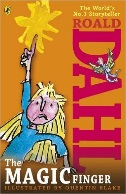 The World's
No.1 Storyteller
ROALD
DAHL
The
MAGIC
FINGER
ILLUSTRATED BY QUENTIN BLAKE